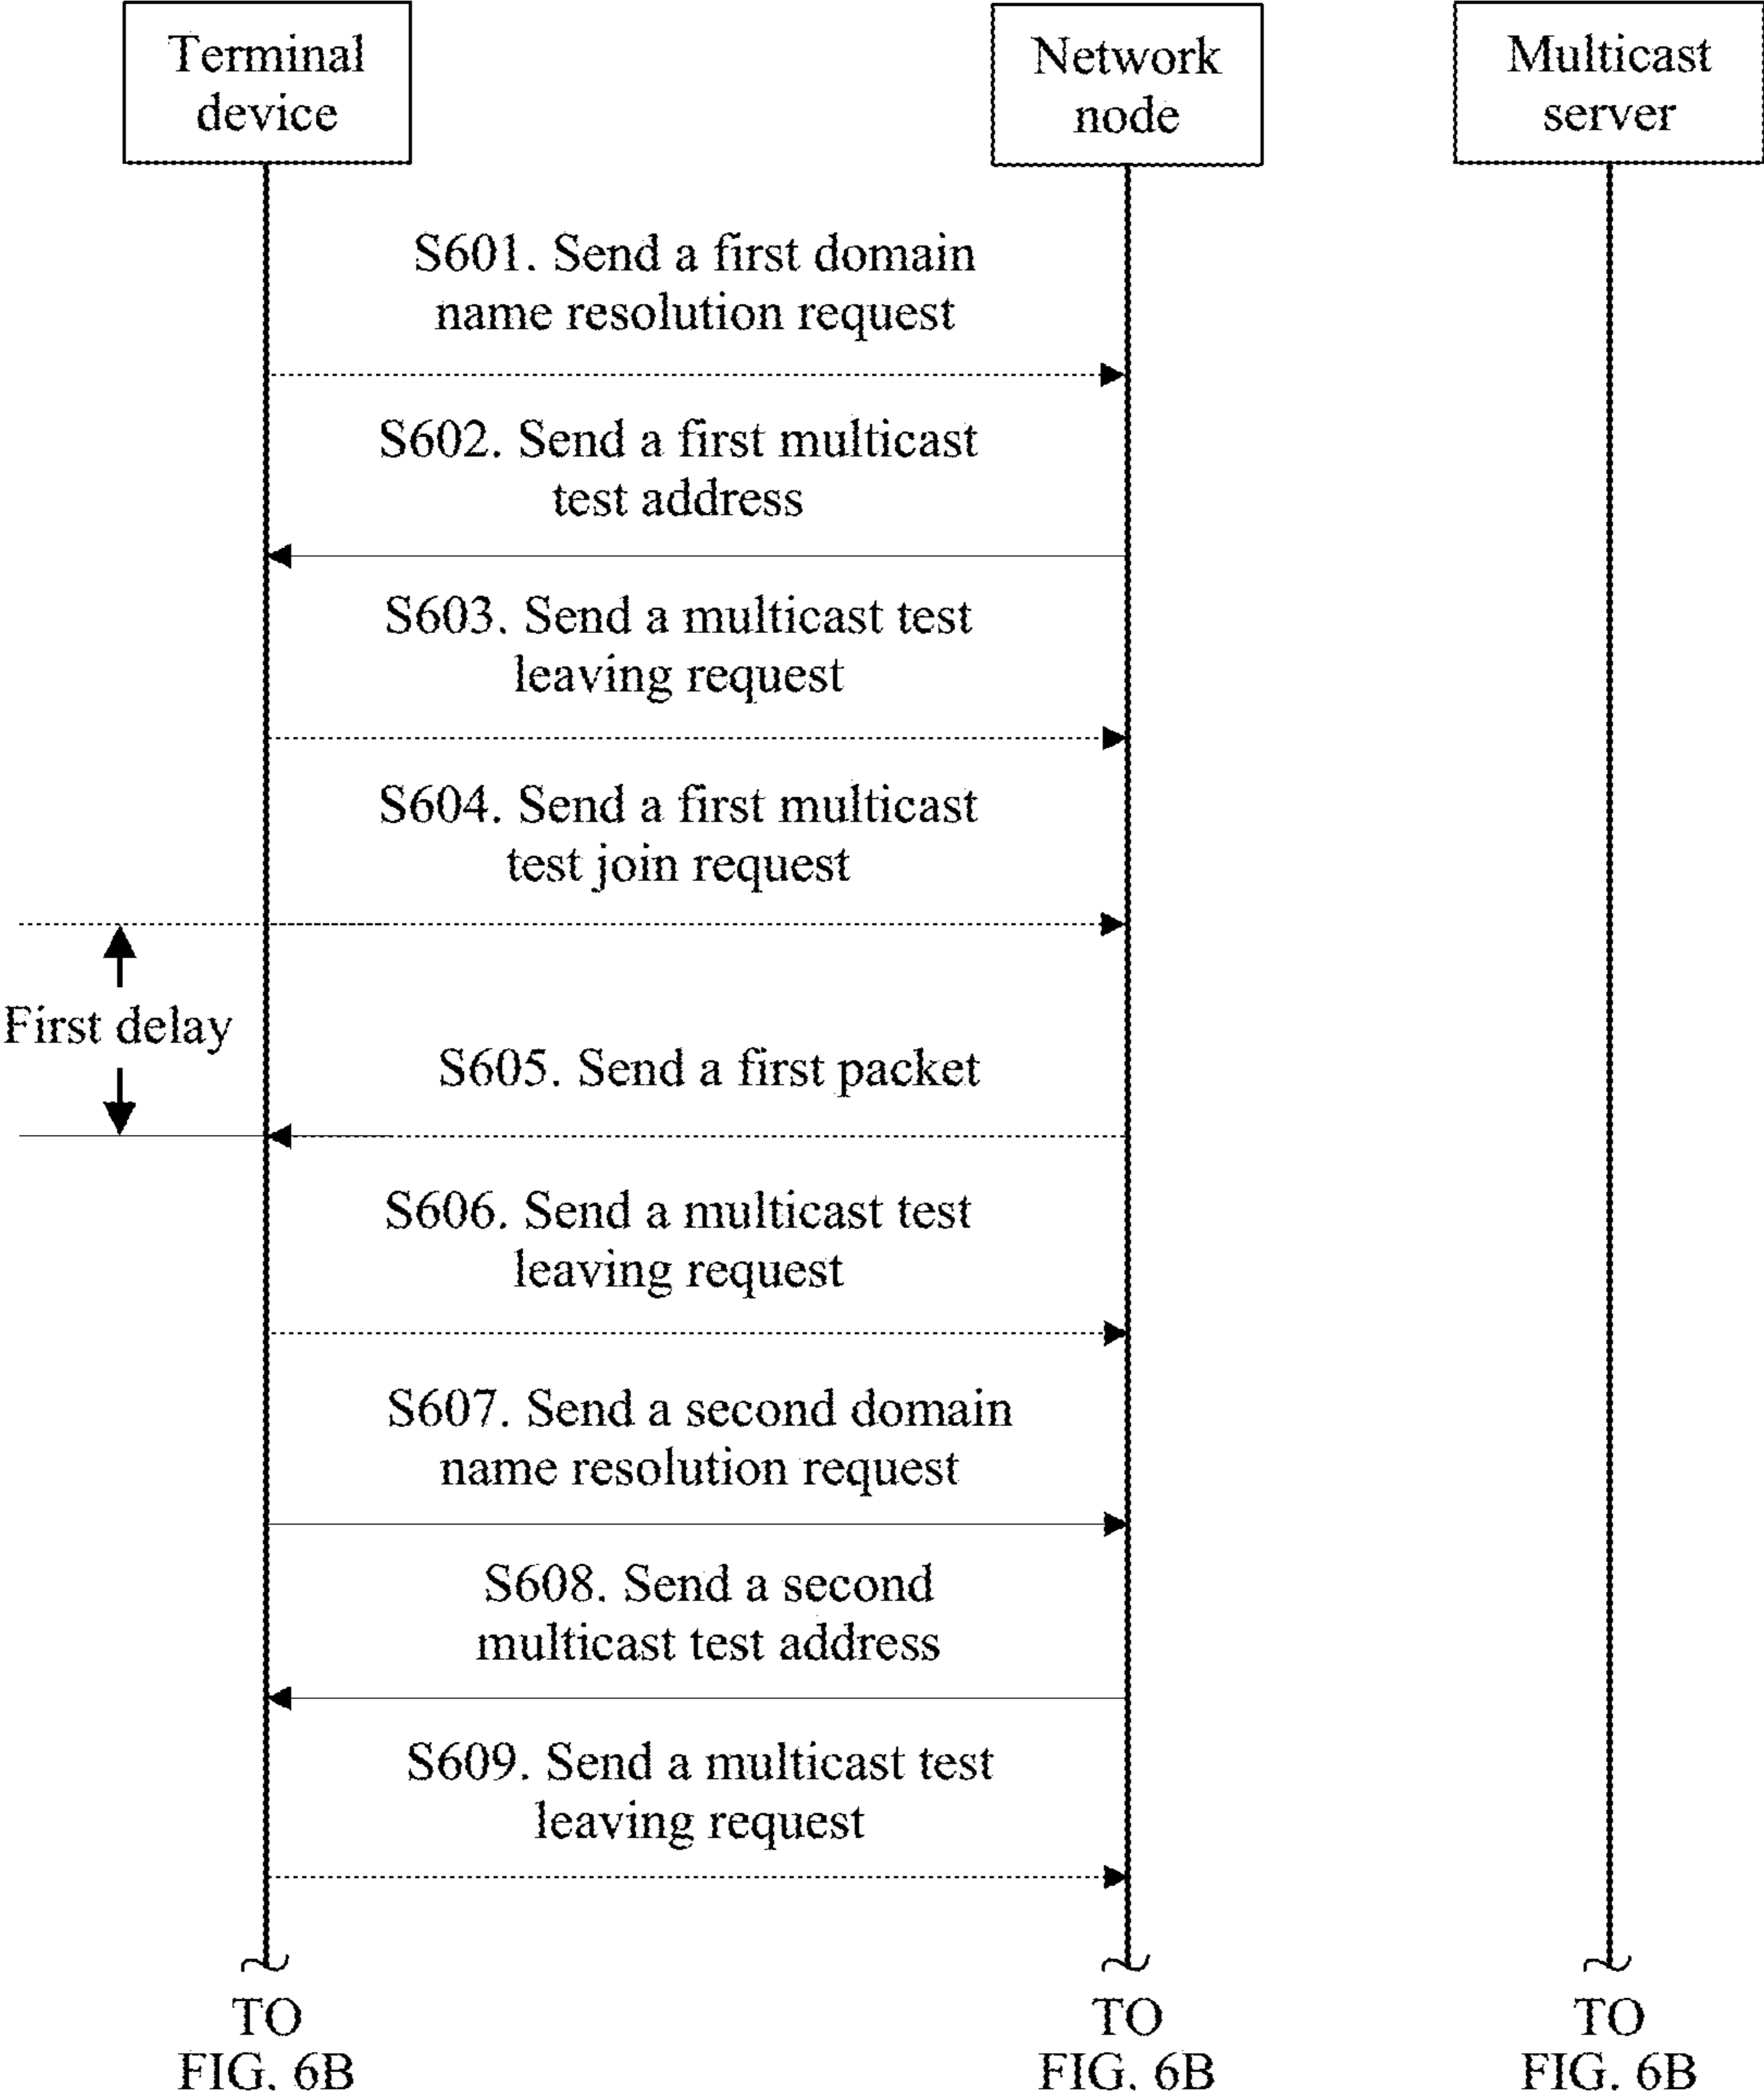 Terminal
device
Network
node
Multicast
server
S601. Send a first domain
name resolution request
S602. Send a first multicast
test address
S603. Send a multicast test
leaving request
S604. Send a first multicast
test join request
First delay
S605. Send a first packet
S606. Send a multicast test
leaving request
S607. Send a second domain
name resolution request
S608. Send a second
multicast test address
S609. Send a multicast test
leaving request
TO
FIG. 6B
TO
FIG. 6B
TO
FIG. 6B